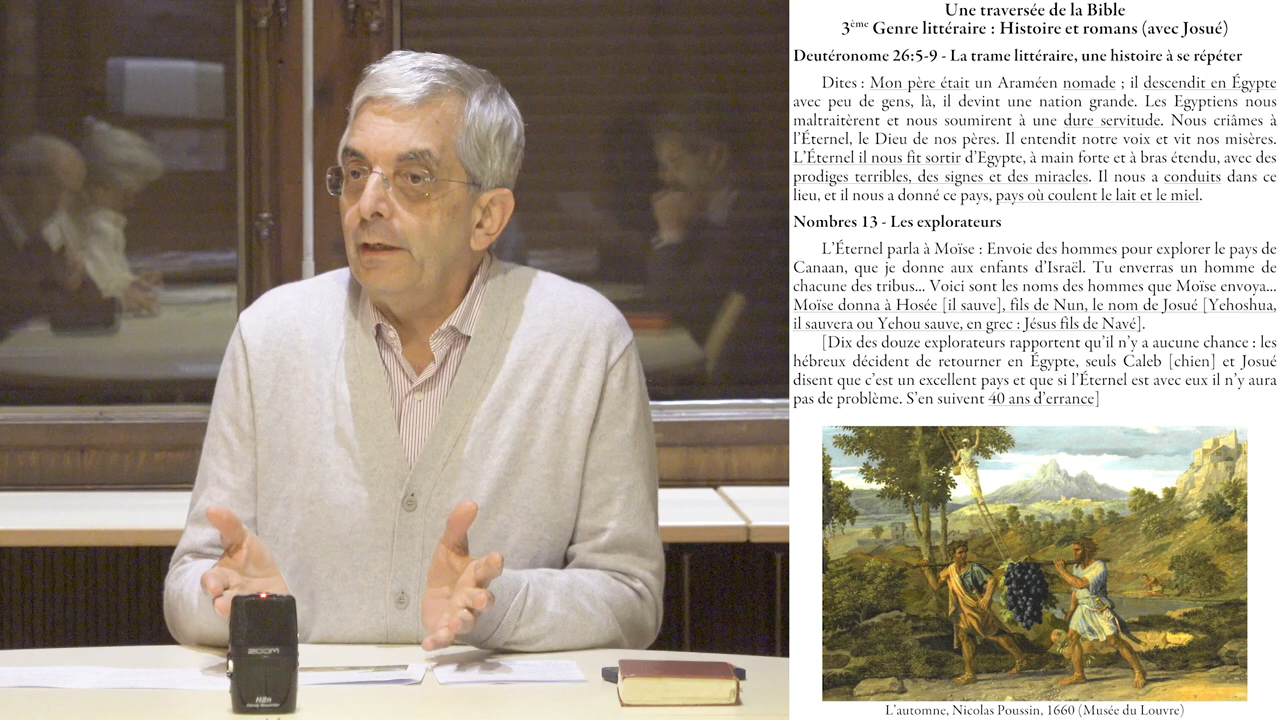 Une traversée de la Bible
3ème Genre littéraire : Histoire et romans (avec Josué)
Deutéronome 26:5-9 - La trame littéraire, une histoire à se répéter
Dites : Mon père était un Araméen nomade ; il descendit en Égypte
avec peu de gens, là, il devint une nation grande. Les Egyptiens nous
maltraitèrent et nous soumirent à une dure servitude. Nous criâmes à
l’Éternel, le Dieu de nos pères. Il entendit notre voix et vit nos misères.
L’Éternel il nous fit sortir d’Egypte, à main forte et à bras étendu, avec des
prodiges terribles, des signes et des miracles. Il nous a conduits dans ce
lieu, et il nous a donné ce pays, pays où coulent le lait et le miel.
Nombres 13 - Les explorateurs
L’Éternel parla à Moïse : Envoie des hommes pour explorer le pays de
Canaan, que je donne aux enfants d’Israël. Tu enverras un homme de
chacune des tribus... Voici sont les noms des hommes que Moïse envoya...
Moïse donna à Hosée [il sauve], fils de Nun, le nom de Josué [Yehoshua,
il sauvera ou Yehou sauve, en grec : Jésus fils de Navé].
[Dix des douze explorateurs rapportent qu’il n’y a aucune chance : les
hébreux décident de retourner en Égypte, seuls Caleb [chien] et Josué
disent que c’est un excellent pays et que si l’Éternel est avec eux il n’y aura
pas de problème. S’en suivent 40 ans d’errance]
L’automne, Nicolas Poussin, 1660 (Musée du Louvre)
zoom
H2n
Handy Recorder